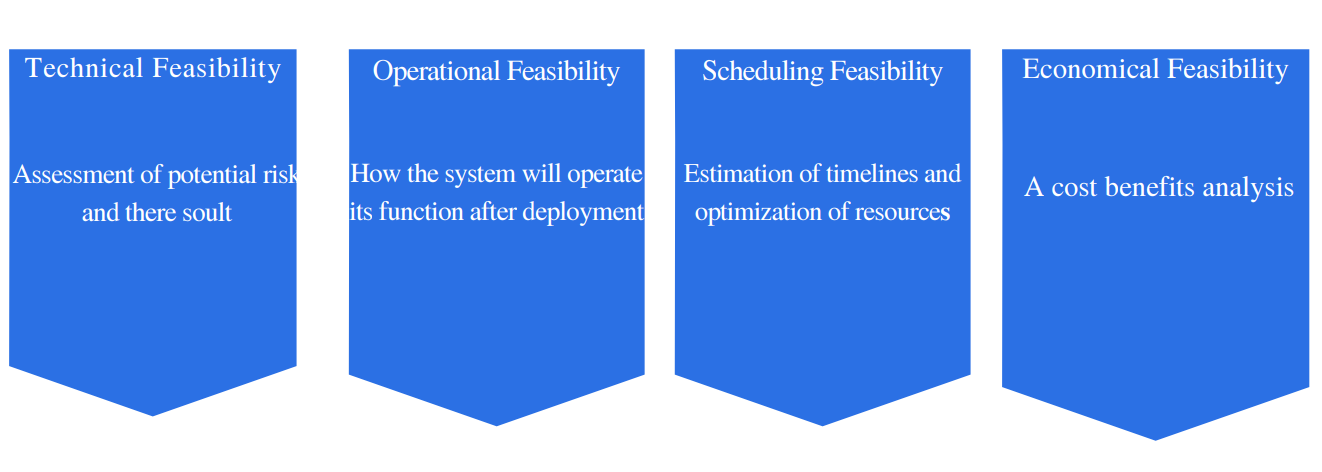 Technical Feasibility
Assessment of potential risk
and there soult
Operational Feasibility
How the system will operate
its function after deployment
Scheduling Feasibility
Estimation of timelines and
optimization of resources
Economical Feasibility
A cost benefits analysis